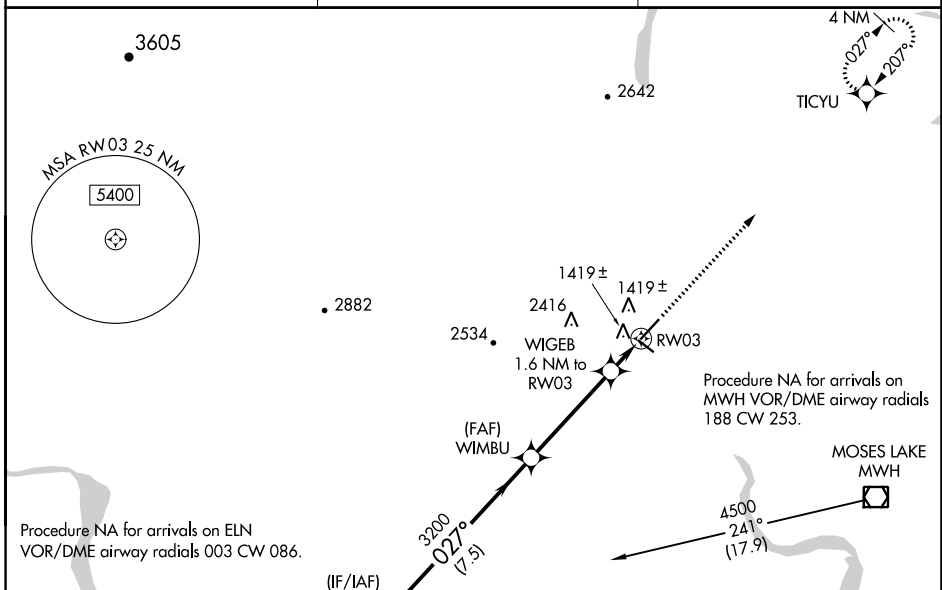 3605
4 NM
027°
207°
TICYU
2642
MSA RW03 25 NM
5400
1419±
1419±
2416
2882
2534
WIGEB
1.6 NM to
RW03
RW03
Procedure NA for arrivals on
MWH VOR/DME airway radials
188 CW 253.
(FAF)
WIMBU
MOSES LAKE
MWH
4500
241°
(17.9)
3200
027°
(7.5)
Procedure NA for arrivals on ELN
VOR/DME airway radials 003 CW 086.
(IF/IAF)